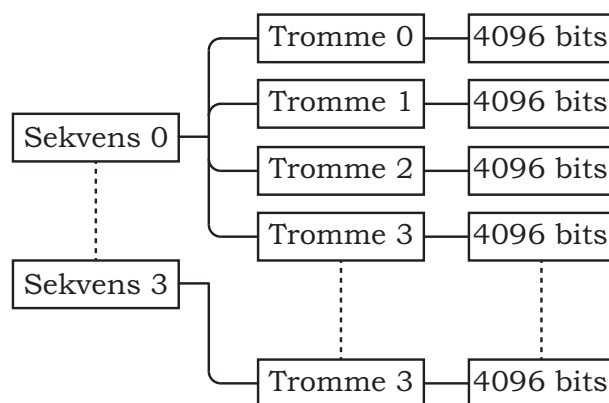 Tromme 0 4096 bits
Tromme 1 4096 bits
Sekvens 0
Tromme 2 4096 bits
Tromme 3 4096 bits
Sekvens 3
Tromme 3 4096 bits